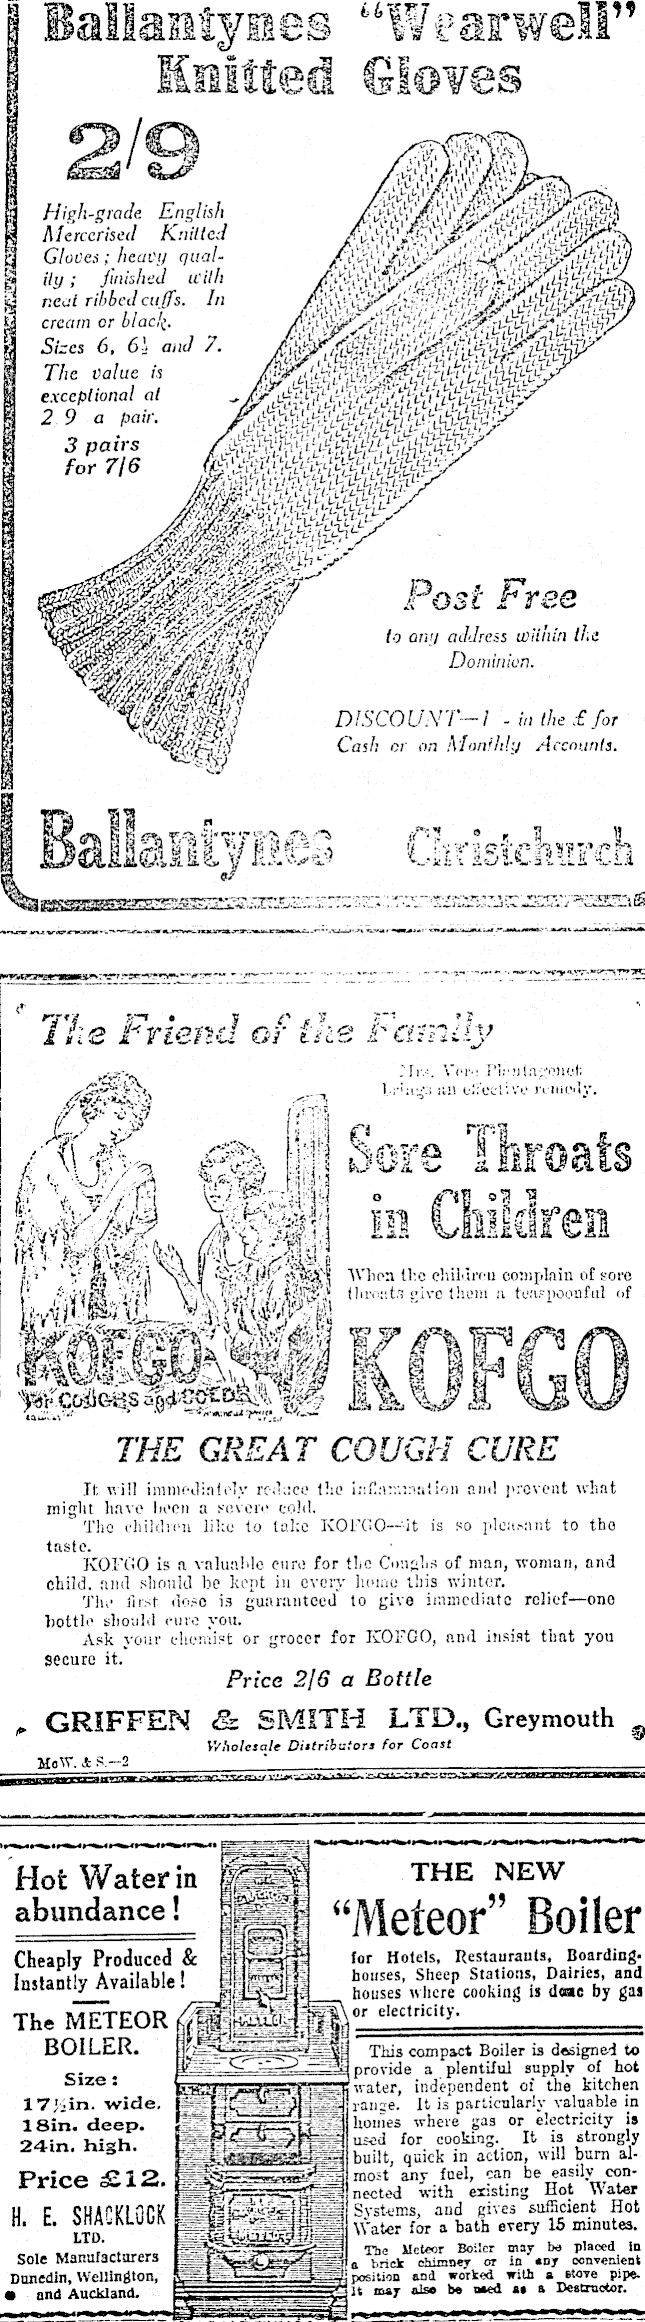 Ballantynes "Wearwell"
Knitted Gloves
2/9
High-grade English
Mercerised Knitted
Gloves; heavy qual-
ity; finished with
neat ribbed cuffs. In
cream or black.
Sizes 6, 6½ and 7.
The value is
exceptional at
2 9 a pair.
3 pairs
for 7/6
Post Free
to any address within the
Dominion.
DISCOUNT—1 - in the £ for
Cash or on Monthly Accounts.
Ballantynes Christchurch
The Friend of the Family
Mrs. Vere Plentagenet
brings an effective remedy.
Sore Throats
in Children
When the children complain of sore
throats give them a teaspoonful of
KOFGO
KOFGO
for COUGHS and COLDS
THE GREAT COUGH CURE
It will immediately reduce the inflammation and prevent what
might have been a severe cold.
The children like to take KOFGO—it is so pleasant to the
taste.
KOFGO is a valuable cure for the Coughs of man, woman, and
child, and should be kept in every home this winter.
The first dose is guaranteed to give immediate relief—one
bottle should cure you.
Ask your chemist or grocer for KOFGO, and insist that you
secure it.
Price 2/6 a Bottle
GRIFFEN & SMITH LTD., Greymouth
Wholesale Distributors for Coast
McW. & S.—2
Hot Water in
abundance!
Cheaply Produced &
Instantly Available!
The METEOR
BOILER.
Size:
17½in. wide.
18in. deep.
24in. high.
Price £12.
H. E. SHACKLOCK
LTD.
Sole Manufacturers
Dunedin, Wellington,
and Auckland.
METEOR
THE NEW
"Meteor" Boiler
for Hotels, Restaurants, Boarding-
houses, Sheep Stations, Dairies, and
houses where cooking is done by gas
or electricity.
This compact Boiler is designed to
provide a plentiful supply of hot
water, independent of the kitchen
range. It is particularly valuable in
homes where gas or electricity is
used for cooking. It is strongly
built, quick in action, will burn al-
most any fuel, can be easily con-
nected with existing Hot Water
Systems, and gives sufficient Hot
Water for a bath every 15 minutes.
The Meteor Boiler may be placed in
a brick chimney or in any convenient
position and worked with a stove pipe.
It may also be used as a Destructor.